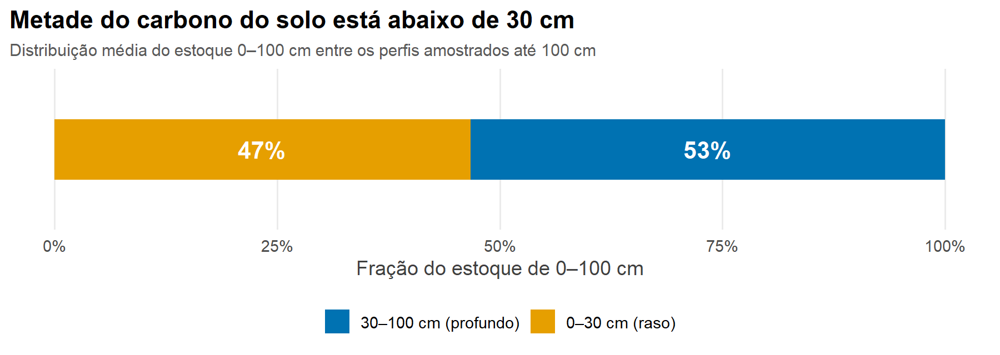 Metade do carbono do solo está abaixo de 30 cm
Distribuição média do estoque 0–100 cm entre os perfis amostrados até 100 cm
47%
53%
0%
25%
50%
75%
100%
Fração do estoque de 0–100 cm
30–100 cm (profundo)
0–30 cm (raso)